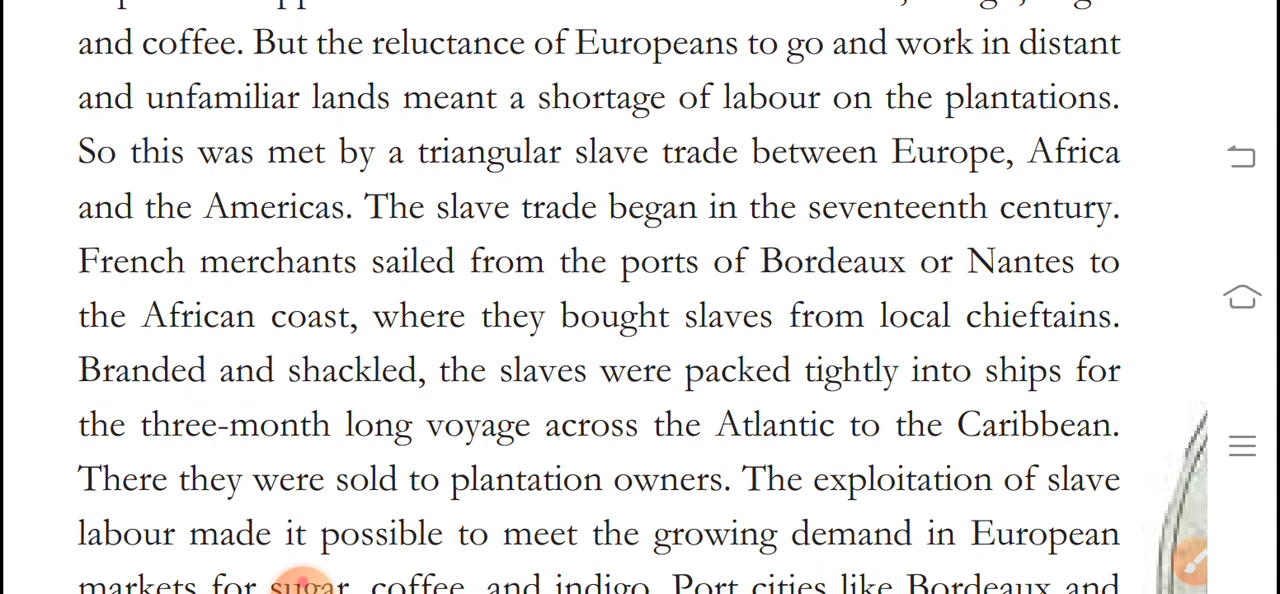 and coffee. But the reluctance of Europeans to go and work in distant
and unfamiliar lands meant a shortage of labour on the plantations.
So this was met by a triangular slave trade between Europe, Africa
and the Americas. The slave trade began in the seventeenth century.
French merchants sailed from the ports of Bordeaux or Nantes to
the African coast, where they bought slaves from local chieftains.
Branded and shackled, the slaves were packed tightly into ships for
the three-month long voyage across the Atlantic to the Caribbean.
There they were sold to plantation owners. The exploitation of slave
labour made it possible to meet the growing demand in European
markets for sugar, coffee, and indigo. Port cities like Bordeaux and